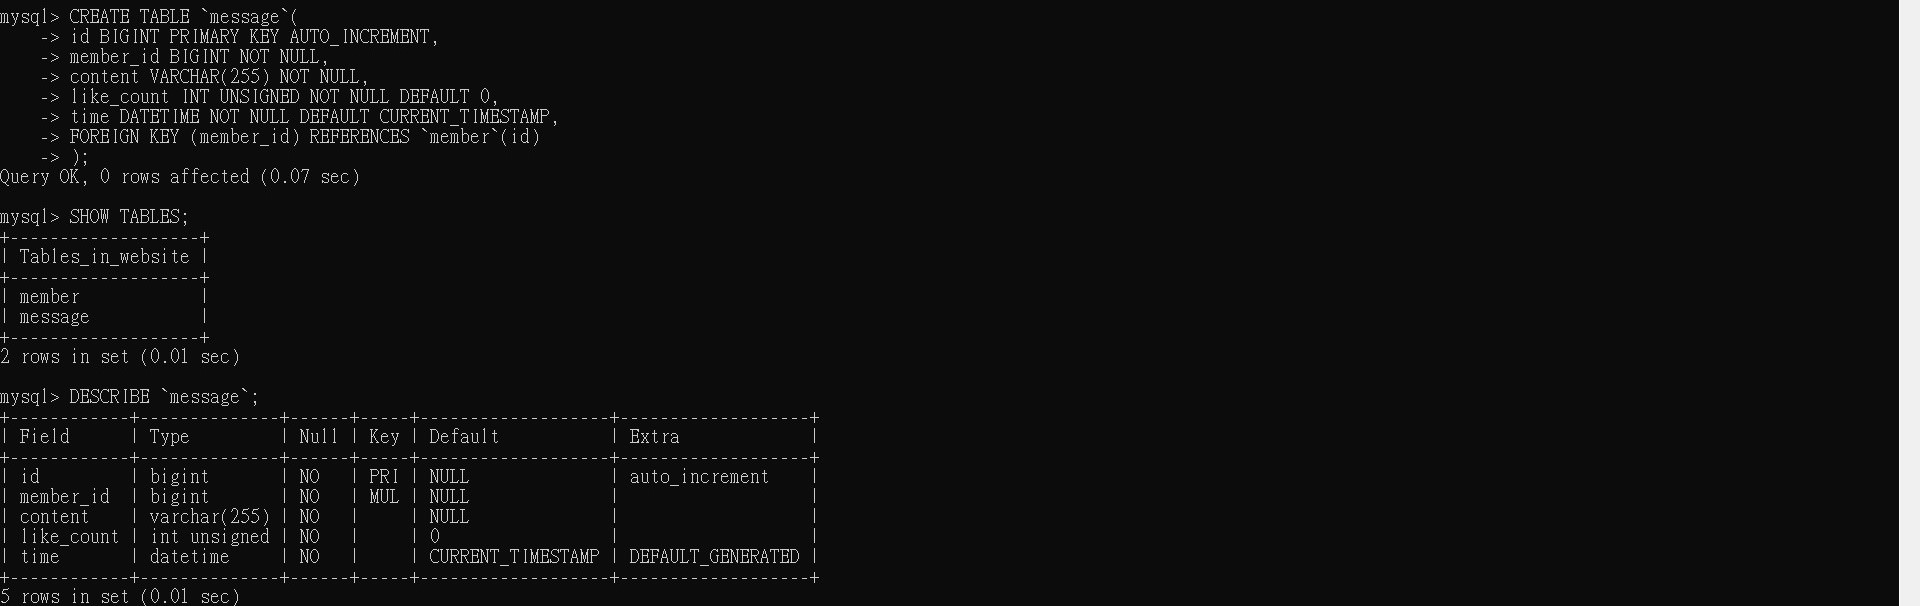 mysql> CREATE TABLE `message`(
    -> id BIGINT PRIMARY KEY AUTO_INCREMENT,
    -> member_id BIGINT NOT NULL,
    -> content VARCHAR(255) NOT NULL,
    -> like_count INT UNSIGNED NOT NULL DEFAULT 0,
    -> time DATETIME NOT NULL DEFAULT CURRENT_TIMESTAMP,
    -> FOREIGN KEY (member_id) REFERENCES `member`(id)
    -> );
Query OK, 0 rows affected (0.07 sec)

mysql> SHOW TABLES;
+-------------------+
| Tables_in_website |
+-------------------+
| member            |
| message           |
+-------------------+
2 rows in set (0.01 sec)

mysql> DESCRIBE `message`;
+------------+--------------+------+-----+-------------------+-------------------+
| Field      | Type         | Null | Key | Default           | Extra             |
+------------+--------------+------+-----+-------------------+-------------------+
| id         | bigint       | NO   | PRI | NULL              | auto_increment    |
| member_id  | bigint       | NO   | MUL | NULL              |                   |
| content    | varchar(255) | NO   |     | NULL              |                   |
| like_count | int unsigned | NO   |     | 0                 |                   |
| time       | datetime     | NO   |     | CURRENT_TIMESTAMP | DEFAULT_GENERATED |
+------------+--------------+------+-----+-------------------+-------------------+
5 rows in set (0.01 sec)